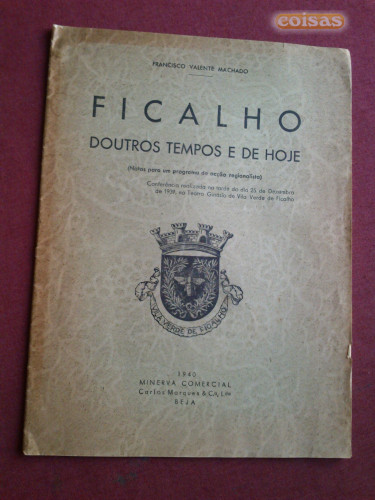 coisas
FRANCISCO VALENTE MACHADO
FICALHO
DOUTROS TEMPOS E DE HOJE
(Notas para um programa de acção regionalista)
Conferência realizada na noite do dia 25 de Dezembro
de 1938, no Teatro Ginásio de Vila Verde de Ficalho
VILA VERDE DE FICALHO
1940
MINERVA COMERCIAL
Carlos Marques & C.ª, L.da
BEJA